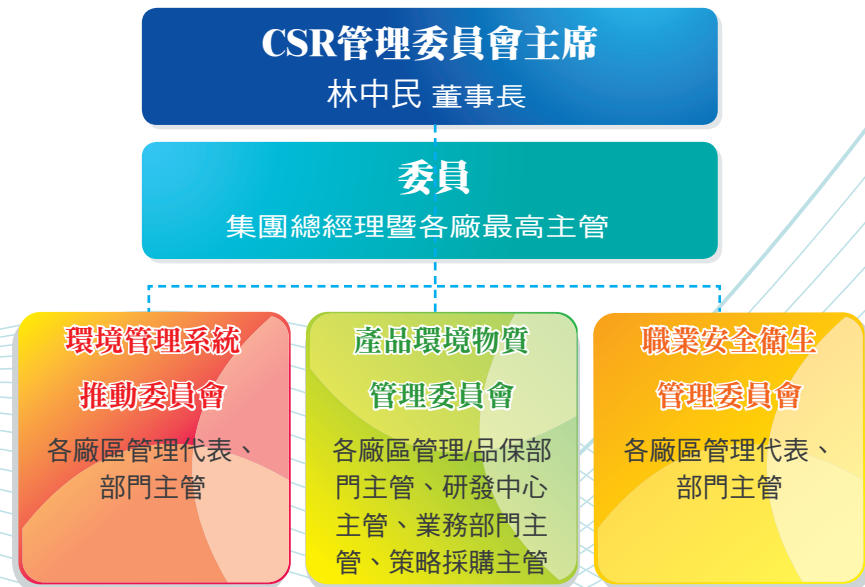 CSR管理委員會主席
林中民 董事長
委員
集團總經理暨各廠最高主管
環境管理系統
推動委員會
各廠區管理代表、
部門主管
產品環境物質
管理委員會
各廠區管理/品保部
門主管、研發中心
主管、業務部門主
管、策略採購主管
職業安全衛生
管理委員會
各廠區管理代表、
部門主管